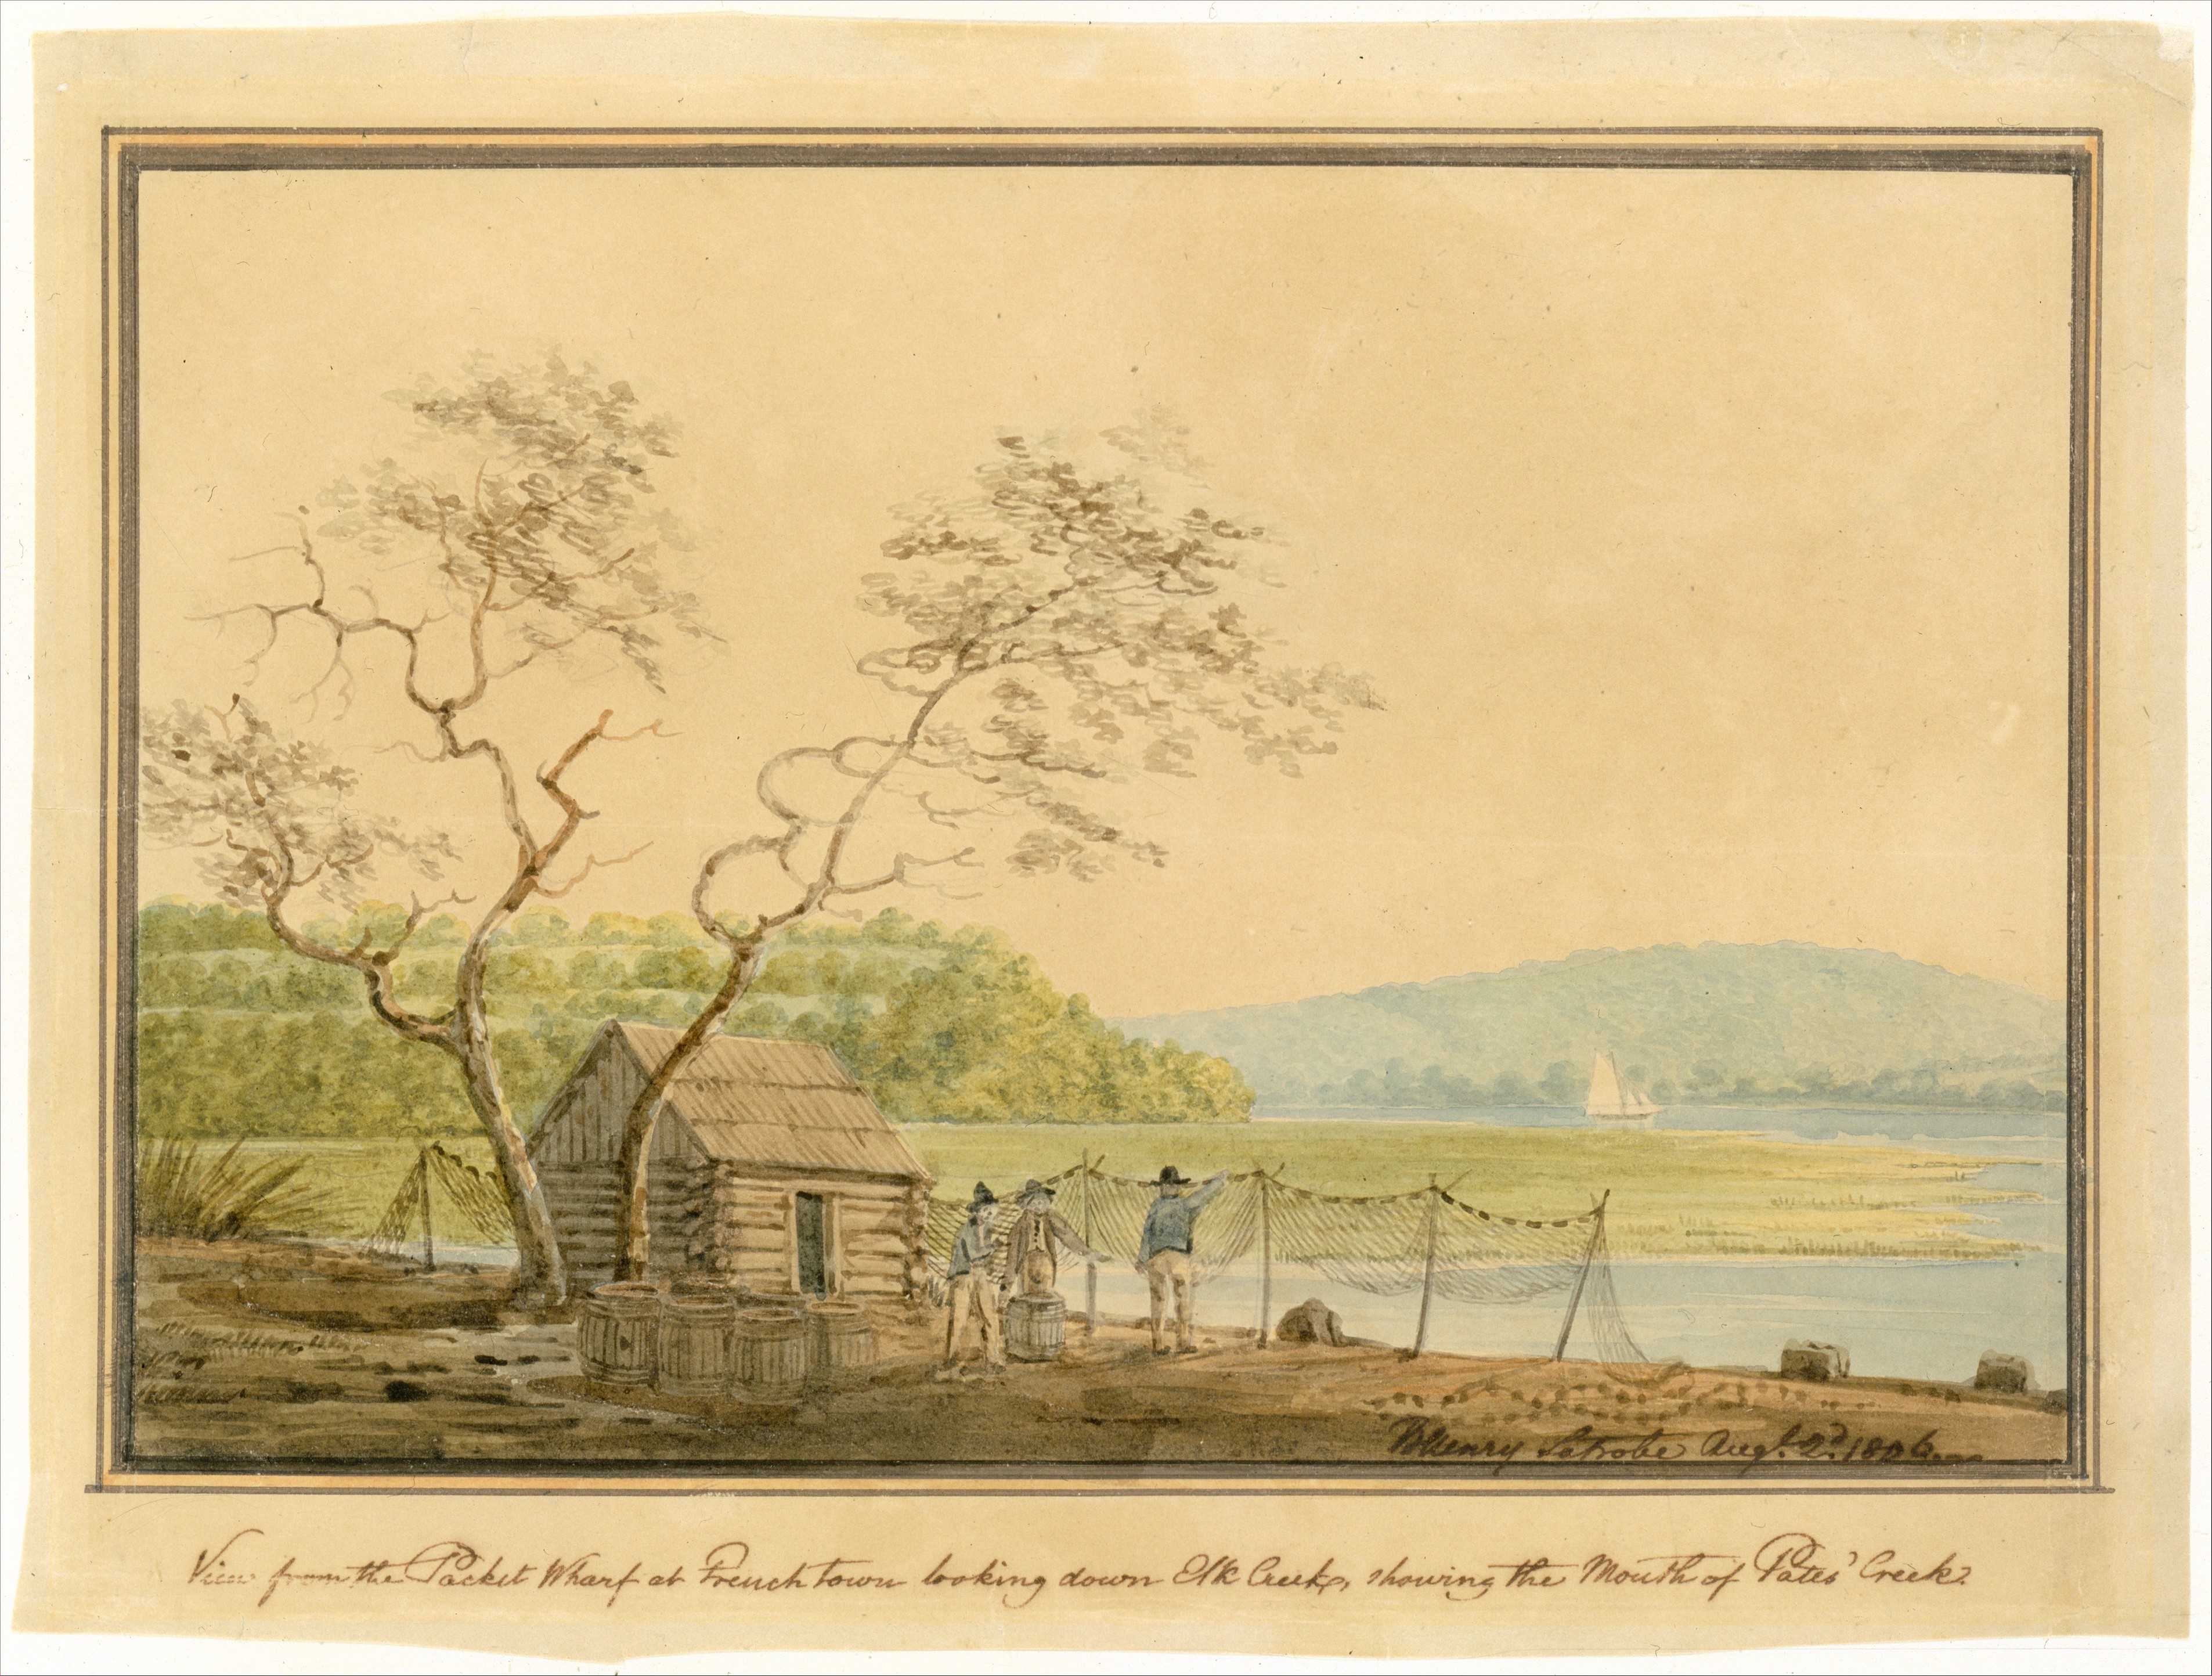 BHenry Latrobe Augt. 2d. 1806.
View from the Packet Wharf at Frenchtown looking down Elk Creek, showing the Mouth of Pates' Creek.